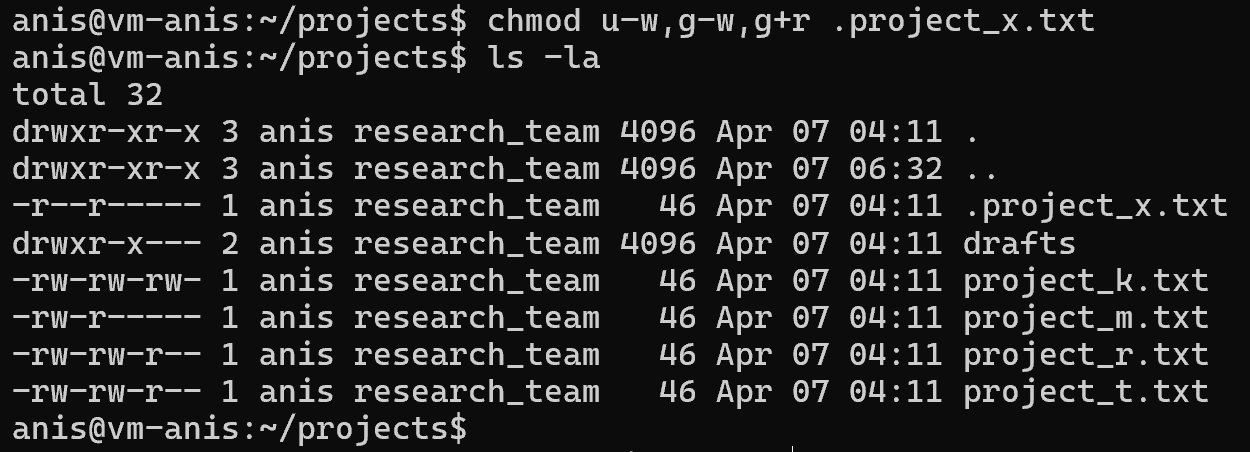 anis@vm-anis:~/projects$ chmod u-w,g-w,g+r .project_x.txt
anis@vm-anis:~/projects$ ls -la
total 32
drwxr-xr-x 3 anis research_team 4096 Apr 07 04:11 .
drwxr-xr-x 3 anis research_team 4096 Apr 07 06:32 ..
-r--r----- 1 anis research_team   46 Apr 07 04:11 .project_x.txt
drwxr-x--- 2 anis research_team 4096 Apr 07 04:11 drafts
-rw-rw-rw- 1 anis research_team   46 Apr 07 04:11 project_k.txt
-rw-r----- 1 anis research_team   46 Apr 07 04:11 project_m.txt
-rw-rw-r-- 1 anis research_team   46 Apr 07 04:11 project_r.txt
-rw-rw-r-- 1 anis research_team   46 Apr 07 04:11 project_t.txt
anis@vm-anis:~/projects$